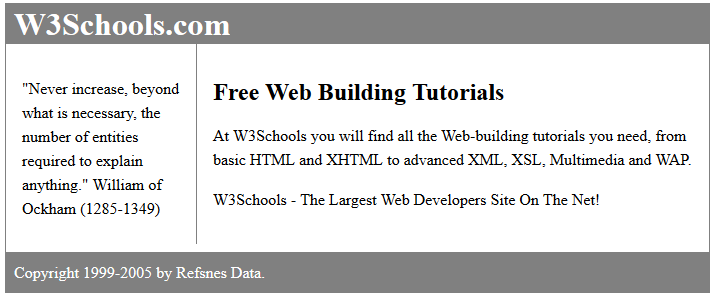 W3Schools.com
"Never increase, beyond
what is necessary, the
number of entities
required to explain
anything." William of
Ockham (1285-1349)
Free Web Building Tutorials
At W3Schools you will find all the Web-building tutorials you need, from
basic HTML and XHTML to advanced XML, XSL, Multimedia and WAP.
W3Schools - The Largest Web Developers Site On The Net!
Copyright 1999-2005 by Refsnes Data.